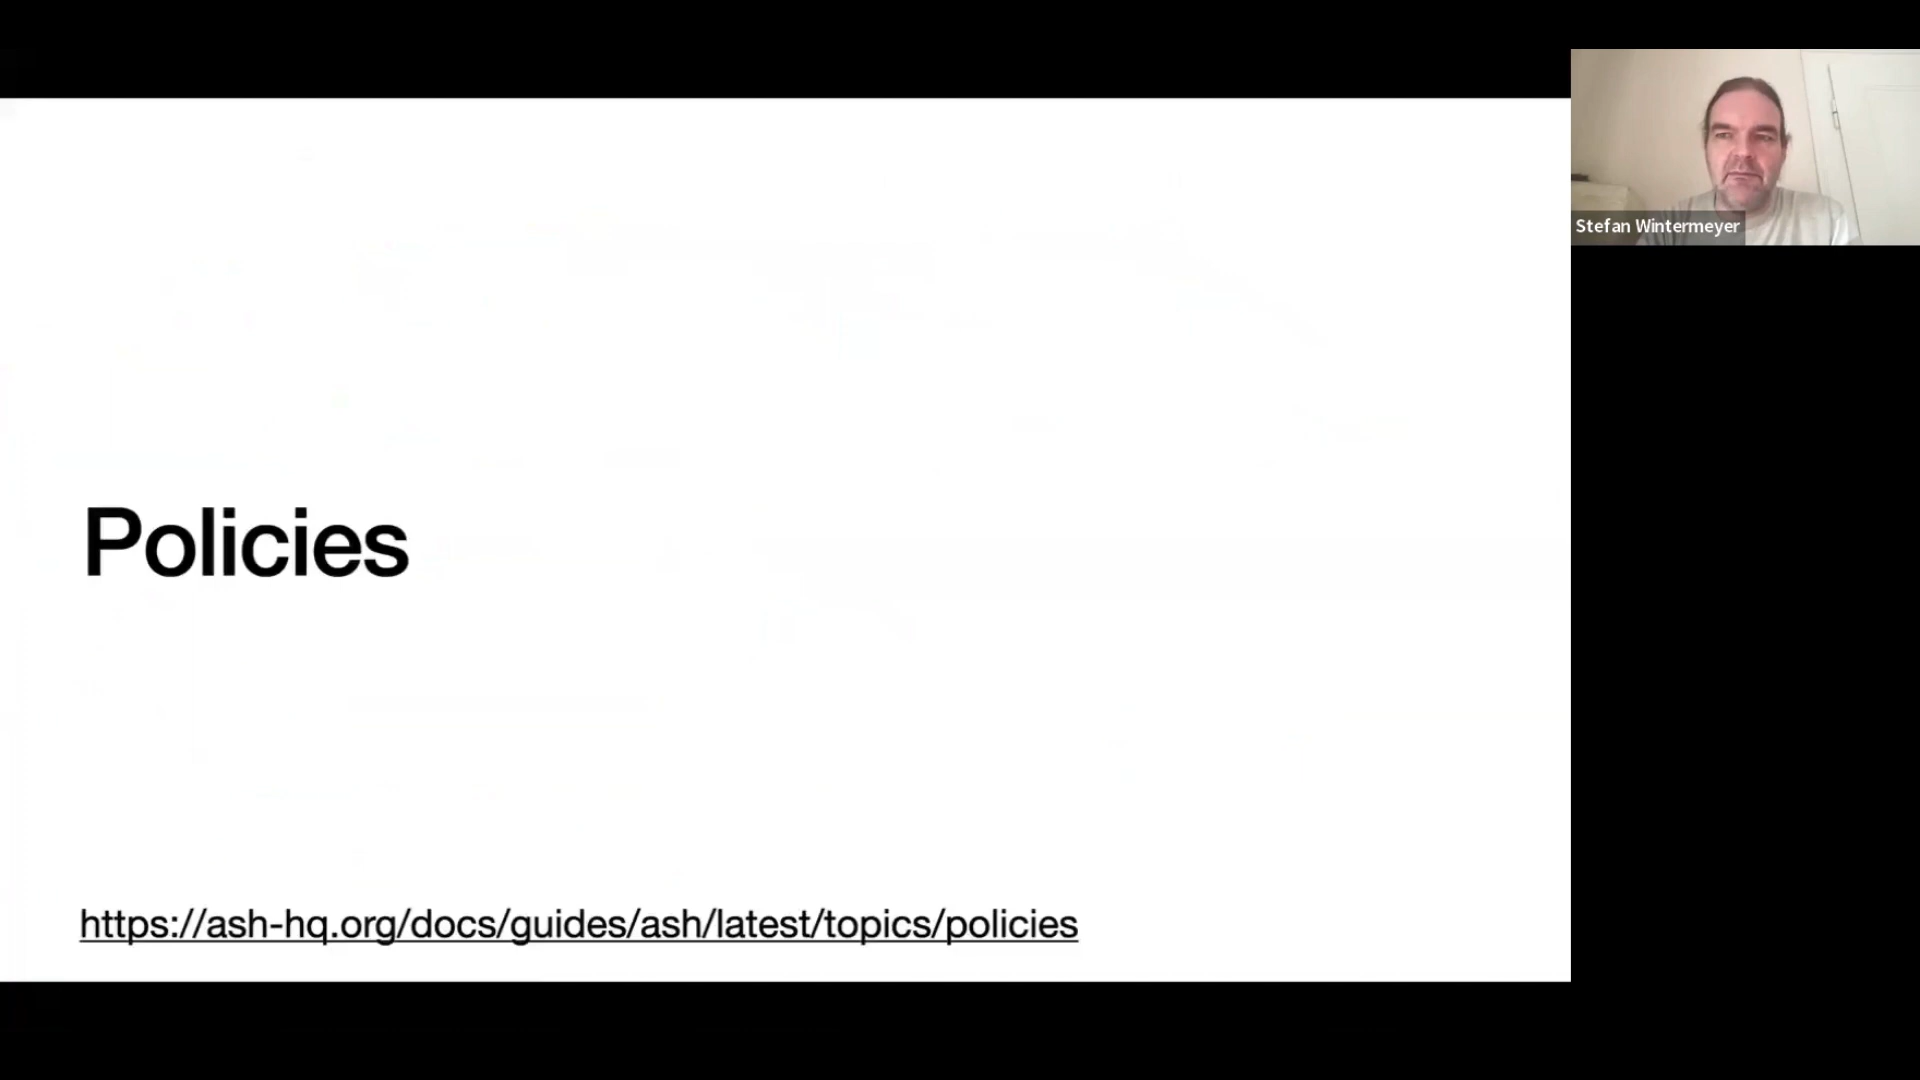 Stefan Wintermeyer
Policies
https://ash-hq.org/docs/guides/ash/latest/topics/policies